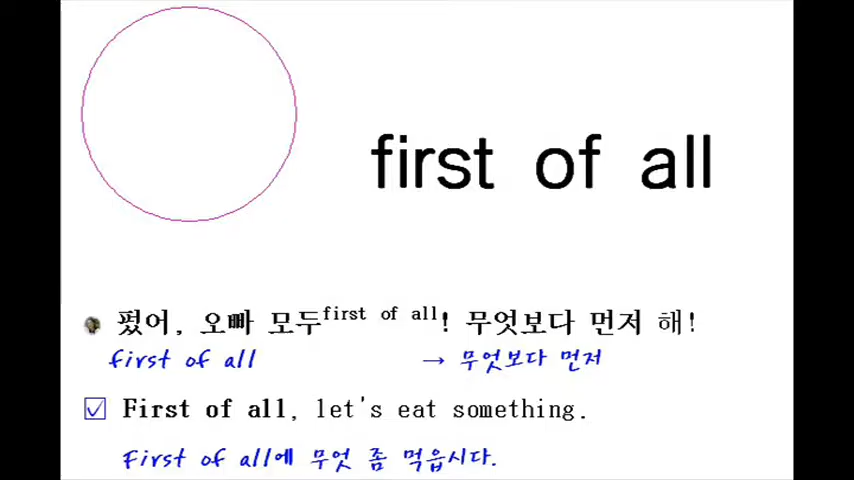 first of all
펐어, 오빠 모두first of all! 무엇보다 먼저 해!
first of all → 무엇보다 먼저
First of all, let's eat something.
First of all에 무엇 좀 먹읍시다.